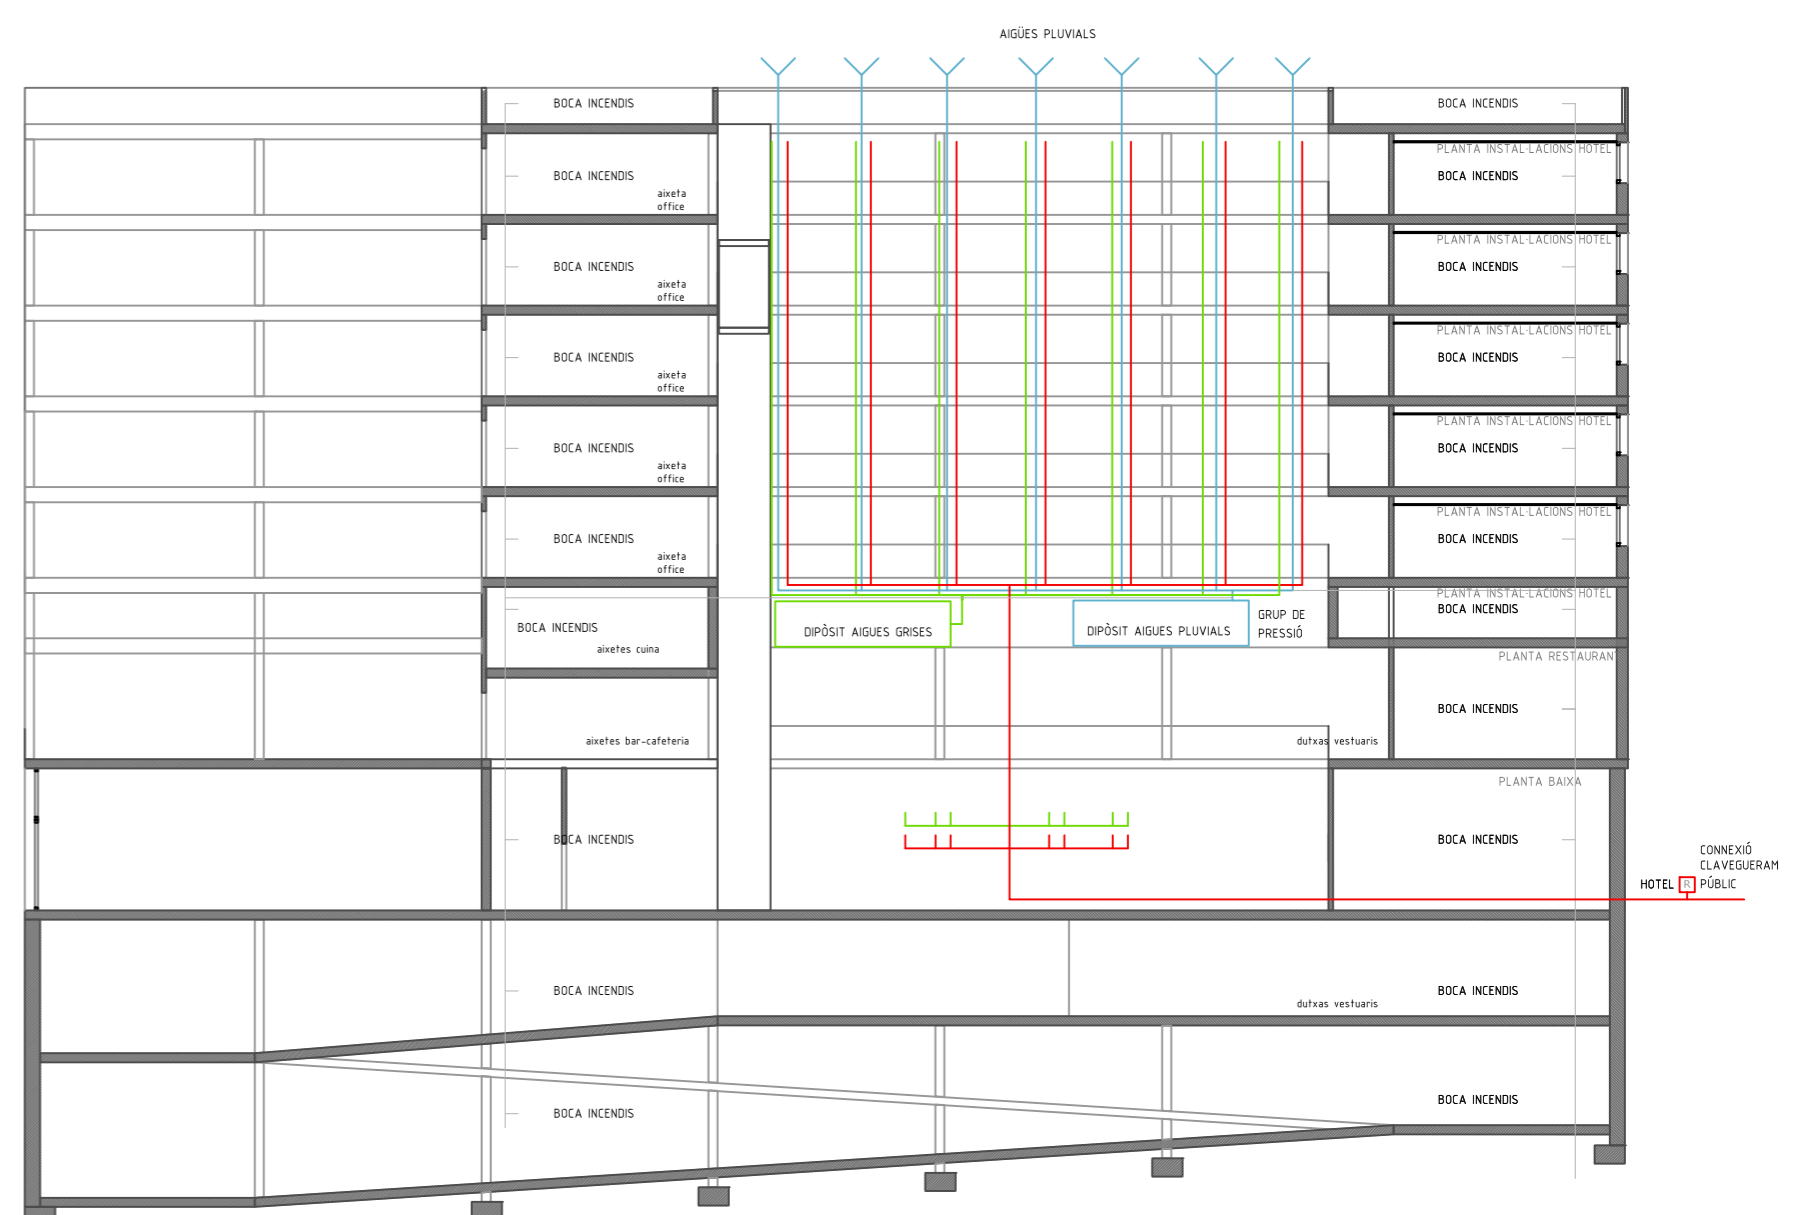 AIGÜES PLUVIALS
BOCA INCENDIS
BOCA INCENDIS
PLANTA INSTAL·LACIONS HOTEL
BOCA INCENDIS
BOCA INCENDIS
aixeta
office
PLANTA INSTAL·LACIONS HOTEL
BOCA INCENDIS
BOCA INCENDIS
aixeta
office
PLANTA INSTAL·LACIONS HOTEL
BOCA INCENDIS
BOCA INCENDIS
aixeta
office
PLANTA INSTAL·LACIONS HOTEL
BOCA INCENDIS
BOCA INCENDIS
aixeta
office
PLANTA INSTAL·LACIONS HOTEL
BOCA INCENDIS
BOCA INCENDIS
aixeta
office
PLANTA INSTAL·LACIONS HOTEL
BOCA INCENDIS
BOCA INCENDIS
aixetes cuina
DIPÒSIT AIGUES GRISES
DIPÒSIT AIGUES PLUVIALS
GRUP DE
PRESSIÓ
PLANTA RESTAURANT
BOCA INCENDIS
aixetes bar-cafeteria
dutxas vestuaris
PLANTA BAIXA
BOCA INCENDIS
BOCA INCENDIS
CONNEXIÓ
CLAVEGUERAM
HOTEL R PÚBLIC
BOCA INCENDIS
BOCA INCENDIS
dutxas vestuaris
BOCA INCENDIS
BOCA INCENDIS